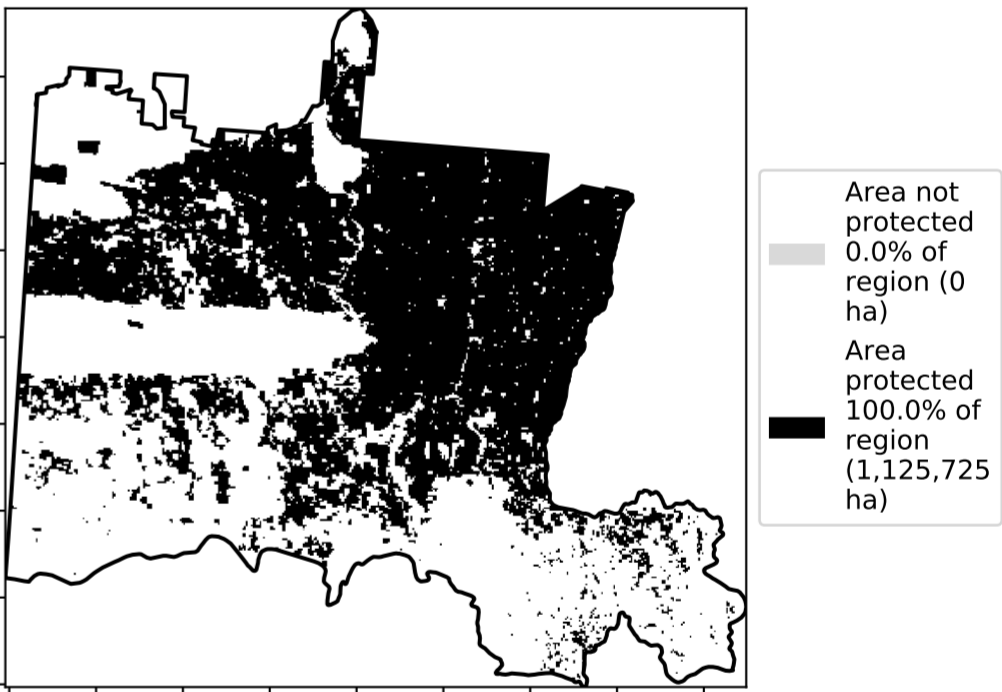 Area not
protected
0.0% of
region (0
ha)
Area
protected
100.0% of
region
(1,125,725
ha)